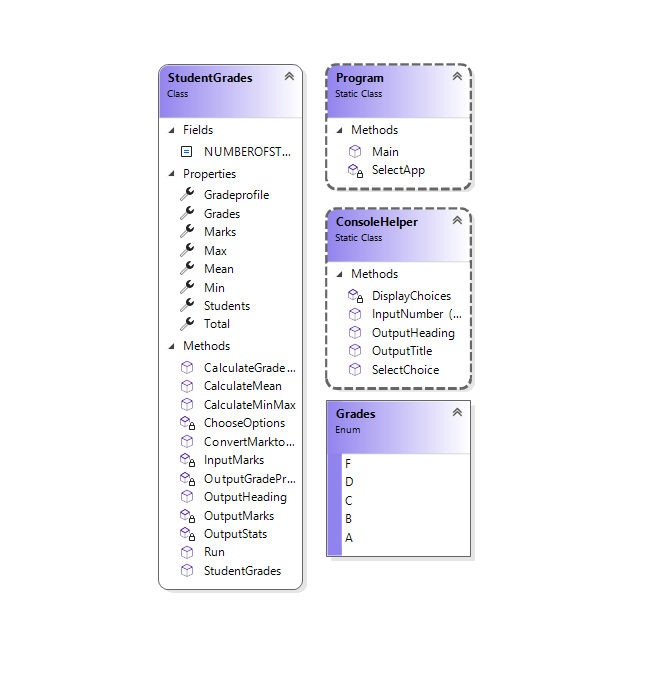 StudentGrades
Class
Fields
NUMBEROFST...
Properties
Gradeprofile
Grades
Marks
Max
Mean
Min
Students
Total
Methods
CalculateGrade...
CalculateMean
CalculateMinMax
ChooseOptions
ConvertMarkto...
InputMarks
OutputGradePr...
OutputHeading
OutputMarks
OutputStats
Run
StudentGrades
Program
Static Class
Methods
Main
SelectApp
ConsoleHelper
Static Class
Methods
DisplayChoices
InputNumber (...
OutputHeading
OutputTitle
SelectChoice
Grades
Enum
F
D
C
B
A